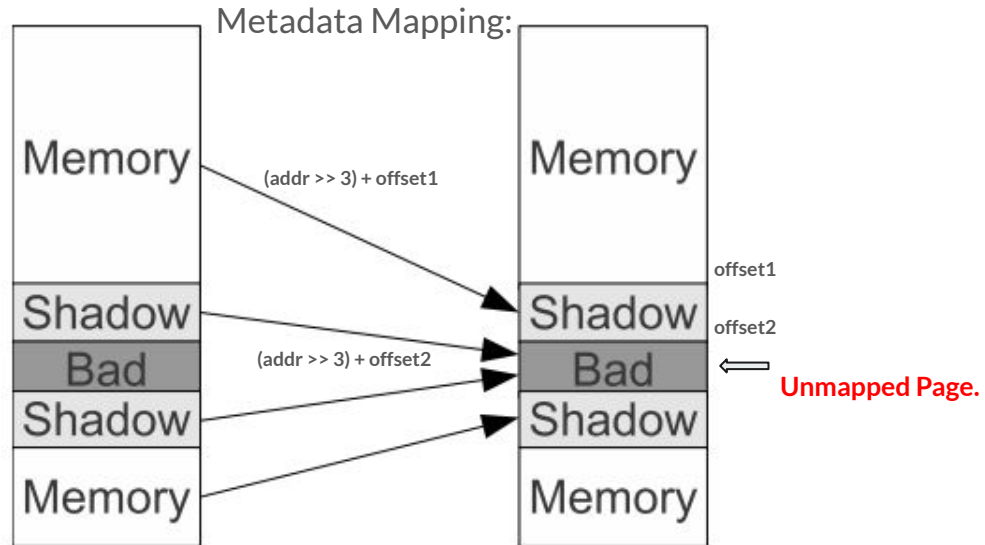 Metadata Mapping:
Memory
Memory
(addr >> 3) + offset1
offset1
Shadow
Shadow
offset2
(addr >> 3) + offset2
Bad
Bad
Unmapped Page.
Shadow
Shadow
Memory
Memory